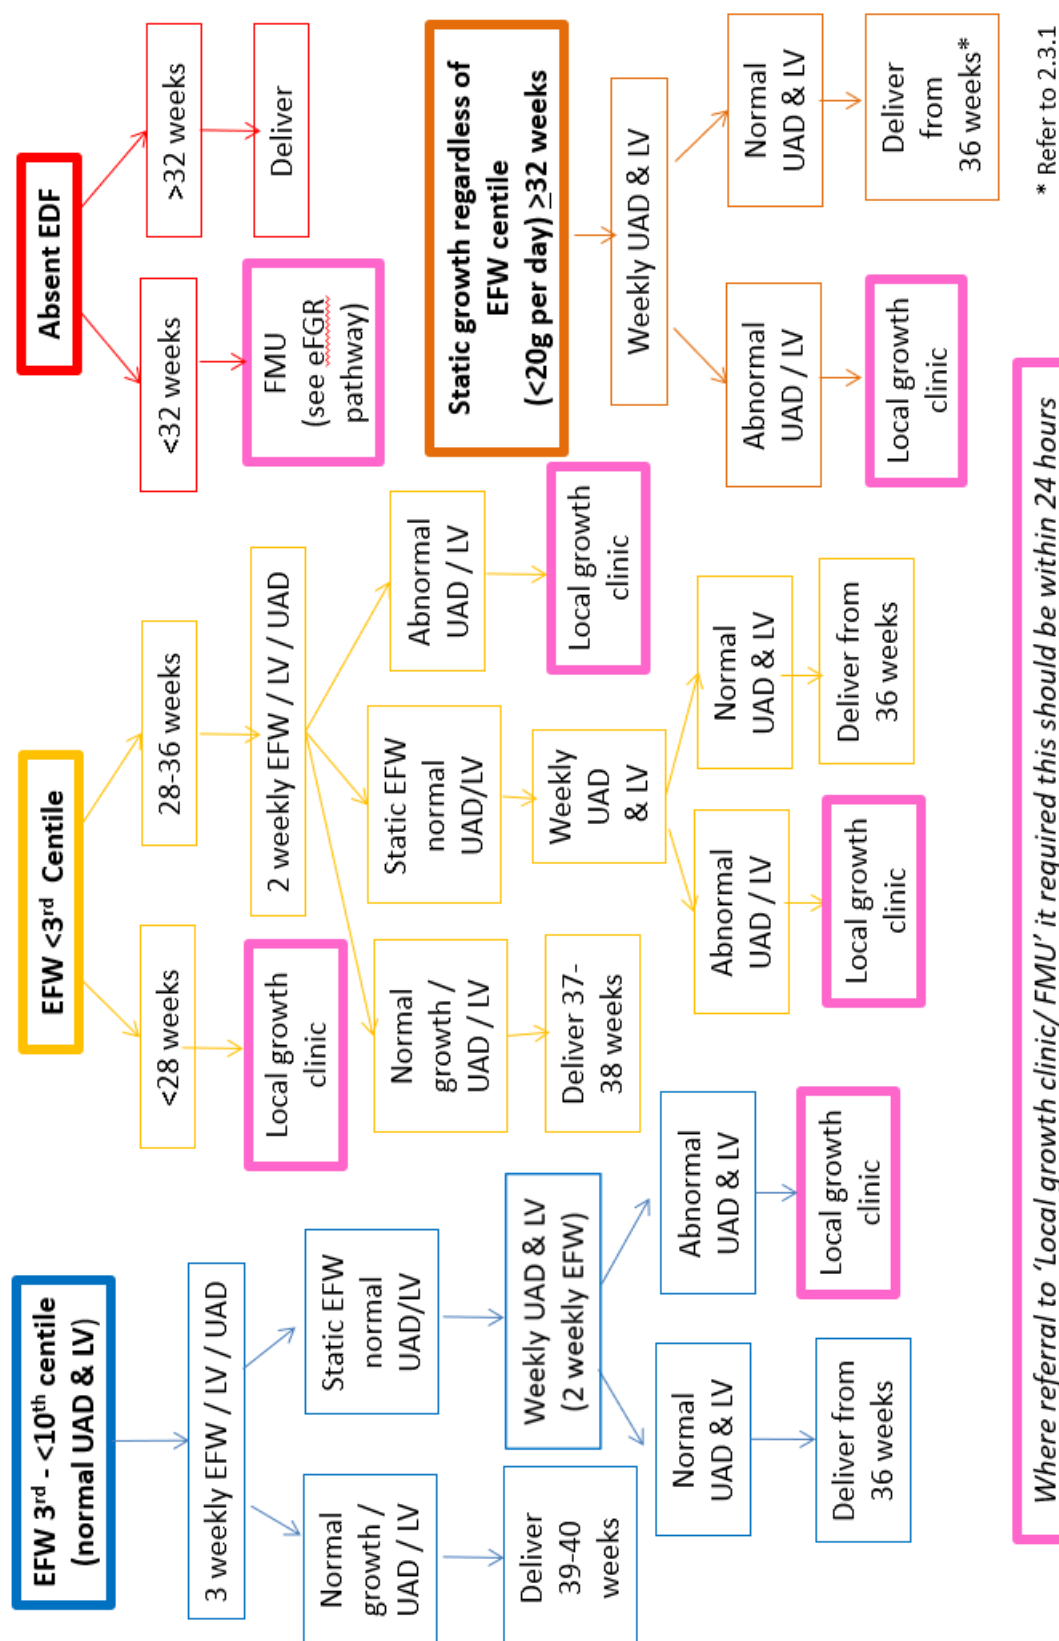 EFW 3rd - <10th centile
(normal UAD & LV)
3 weekly EFW / LV / UAD
Normal
growth /
UAD / LV
Deliver
39-40
weeks
Static EFW
normal
UAD/LV
Weekly UAD & LV
(2 weekly EFW)
Normal
UAD & LV
Deliver from
36 weeks
Abnormal
UAD & LV
Local growth
clinic
EFW <3rd Centile
<28 weeks
Local growth
clinic
28-36 weeks
2 weekly EFW / LV / UAD
Normal
growth /
UAD / LV
Deliver 37-
38 weeks
Static EFW
normal
UAD/LV
Weekly
UAD
& LV
Abnormal
UAD / LV
Local growth
clinic
Normal
UAD & LV
Deliver from
36 weeks
Abnormal
UAD / LV
Local growth
clinic
Absent EDF
<32 weeks
FMU
(see eFGR
pathway)
>32 weeks
Deliver
Static growth regardless of
EFW centile
(<20g per day) ≥32 weeks
Weekly UAD & LV
Abnormal
UAD / LV
Local growth
clinic
Normal
UAD & LV
Deliver
from
36 weeks*
Where referral to 'Local growth clinic/ FMU' it required this should be within 24 hours
* Refer to 2.3.1